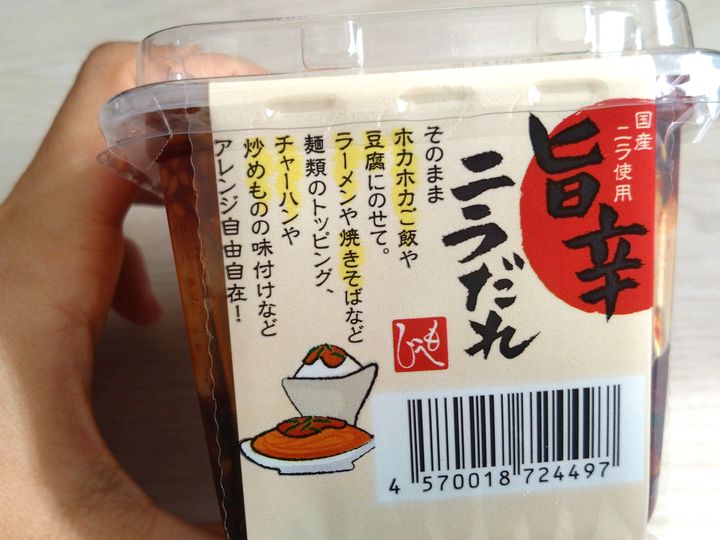 国産
ニラ使用
旨辛
ニラだれ
もへじ
そのまま
ホカホカご飯や
豆腐にのせて。
ラーメンや焼きそばなど
麺類のトッピング、
チャーハンや
炒めものの味付けなど
アレンジ自由自在!
4 570018 724497